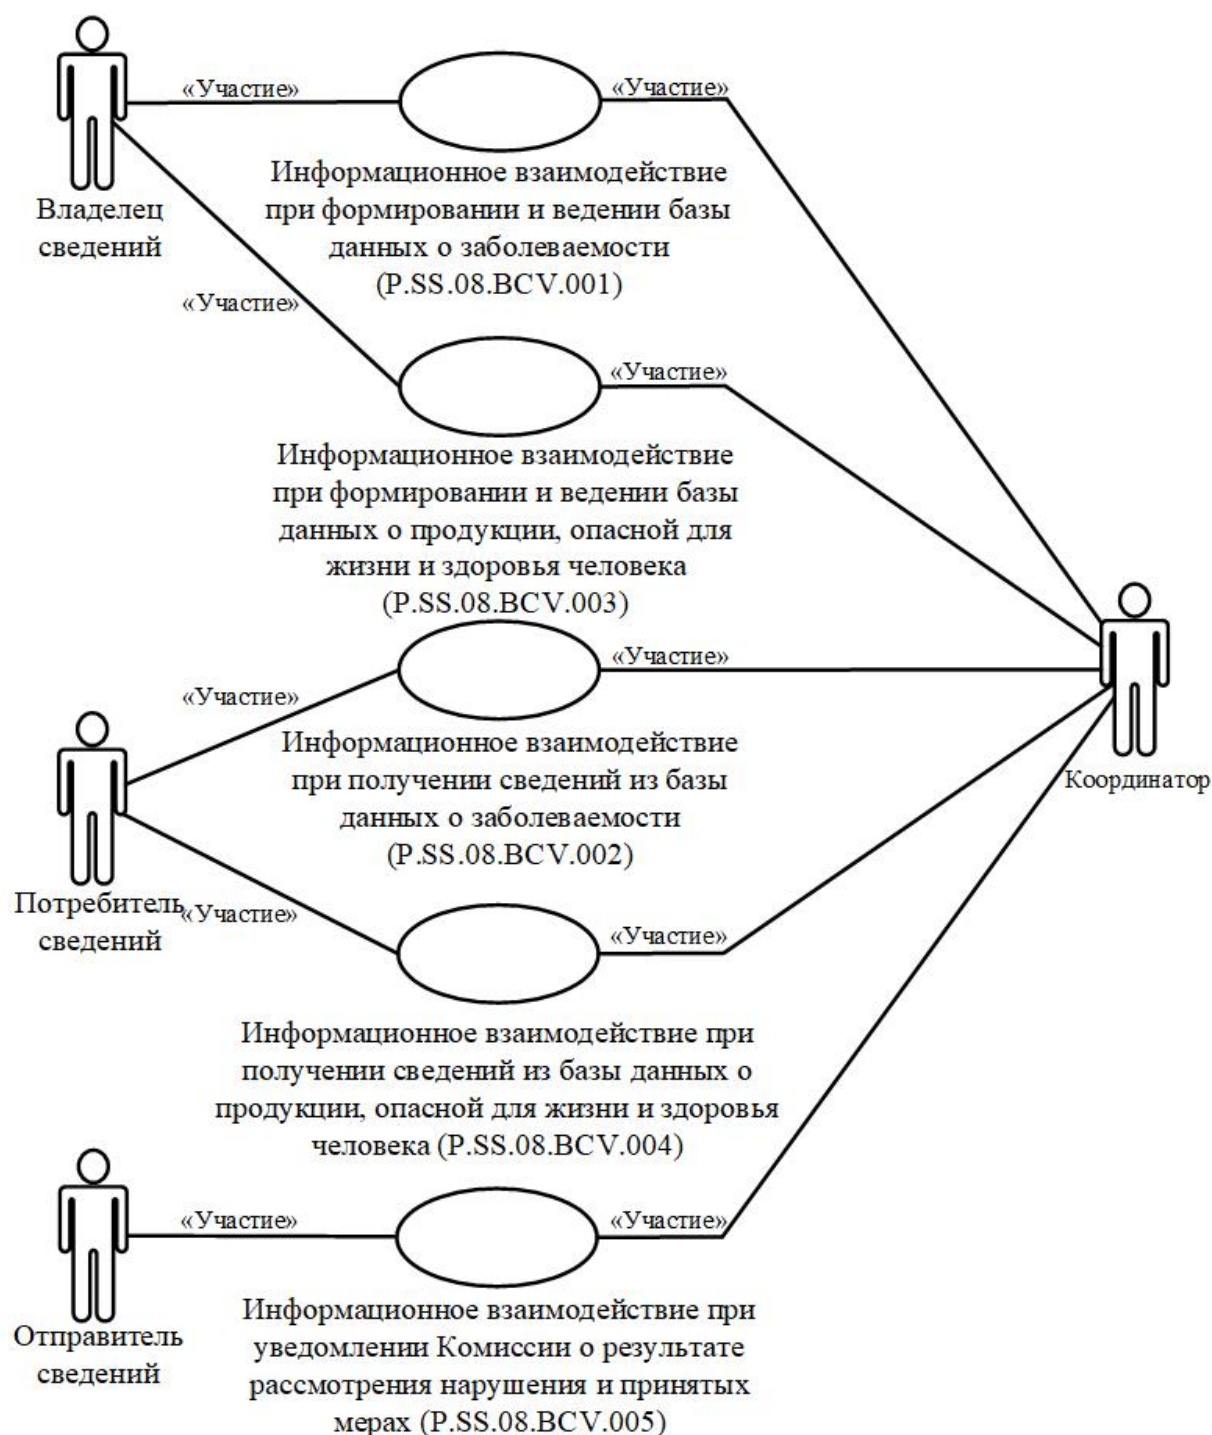 «Участие»
«Участие»
Владелец
сведений
Информационное взаимодействие
при формировании и ведении базы
данных о заболеваемости
(P.SS.08.BCV.001)
«Участие»
«Участие»
Информационное взаимодействие
при формировании и ведении базы
данных о продукции, опасной для
жизни и здоровья человека
(P.SS.08.BCV.003)
«Участие»
«Участие»
Информационное взаимодействие
при получении сведений из базы
данных о заболеваемости
(P.SS.08.BCV.002)
Координатор
Потребитель
сведений
«Участие»
«Участие»
Информационное взаимодействие при
получении сведений из базы данных о
продукции, опасной для жизни и здоровья
человека (P.SS.08.BCV.004)
«Участие»
«Участие»
Отправитель
сведений
Информационное взаимодействие при
уведомлении Комиссии о результате
рассмотрения нарушения и принятых
мерах (P.SS.08.BCV.005)